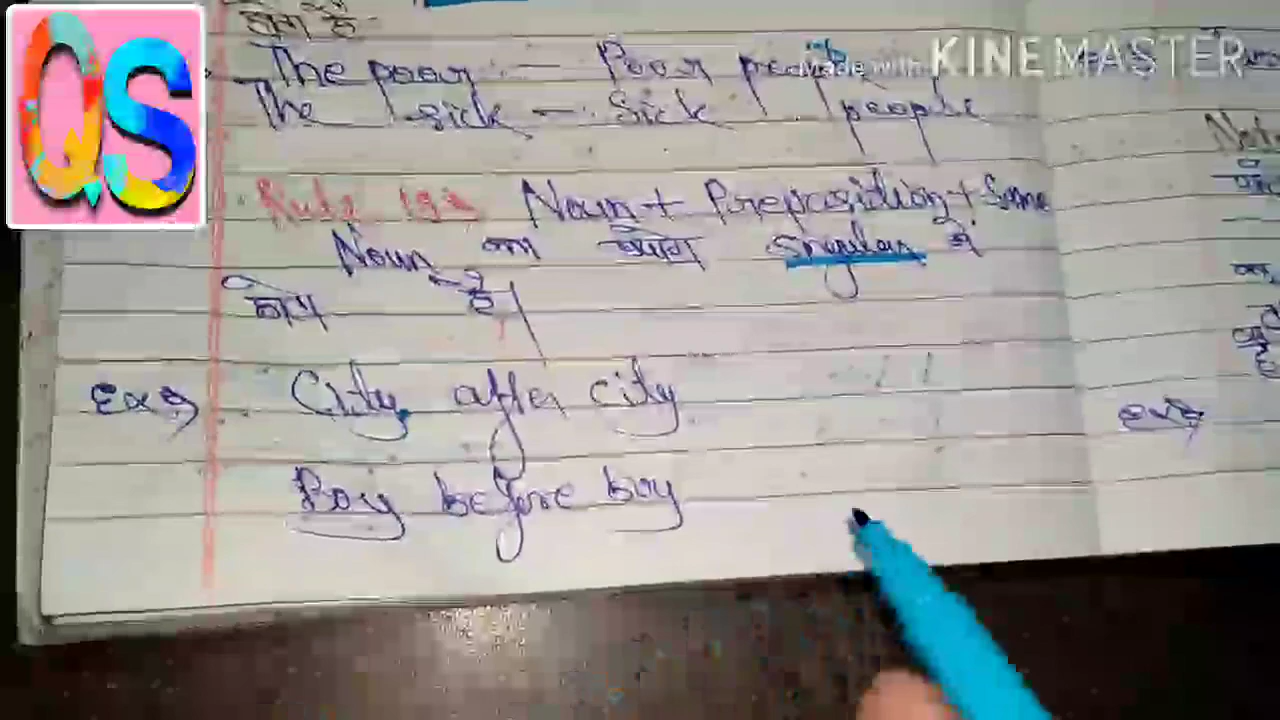 होता है
The poor - Poor people
The sick - Sick people
Rule 19: Noun + Preposition + Same
Noun का प्रयोग Singular में
होता है।
Exp City after city
Boy before boy
Exp
QS
Made with KINEMASTER